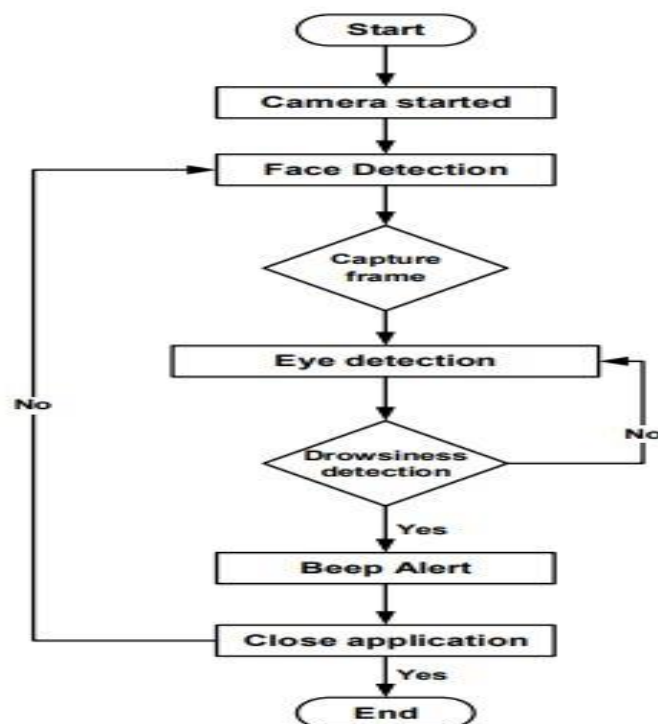 Start
Camera started
Face Detection
Capture
frame
Eye detection
No
No
Drowsiness
detection
Yes
Beep Alert
Close application
Yes
End